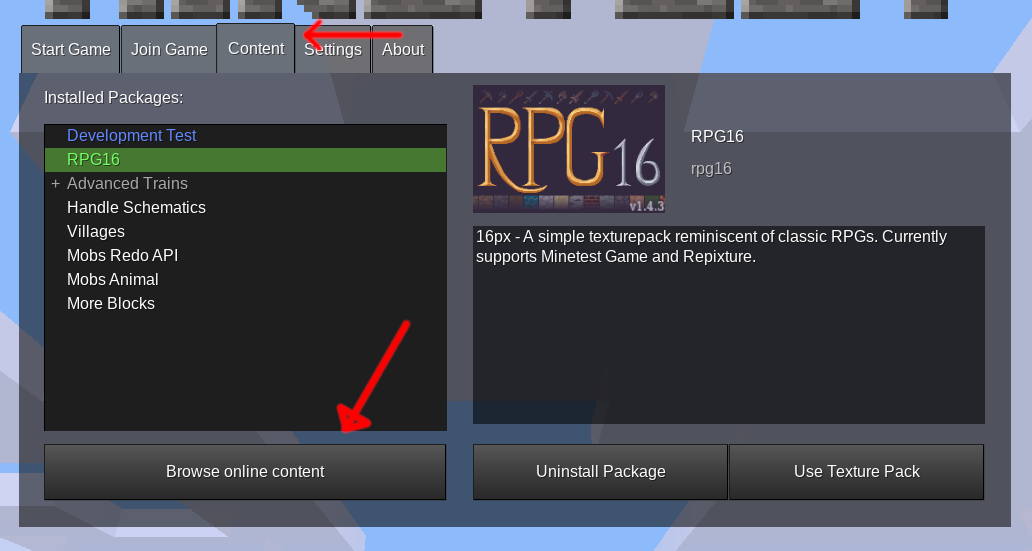 Start Game
Join Game
Content
Settings
About
Installed Packages:
Development Test
RPG16
+ Advanced Trains
Handle Schematics
Villages
Mobs Redo API
Mobs Animal
More Blocks
Browse online content
RPG16
v1.4.3
RPG16
rpg16
16px - A simple texturepack reminiscent of classic RPGs. Currently
supports Minetest Game and Repixture.
Uninstall Package
Use Texture Pack